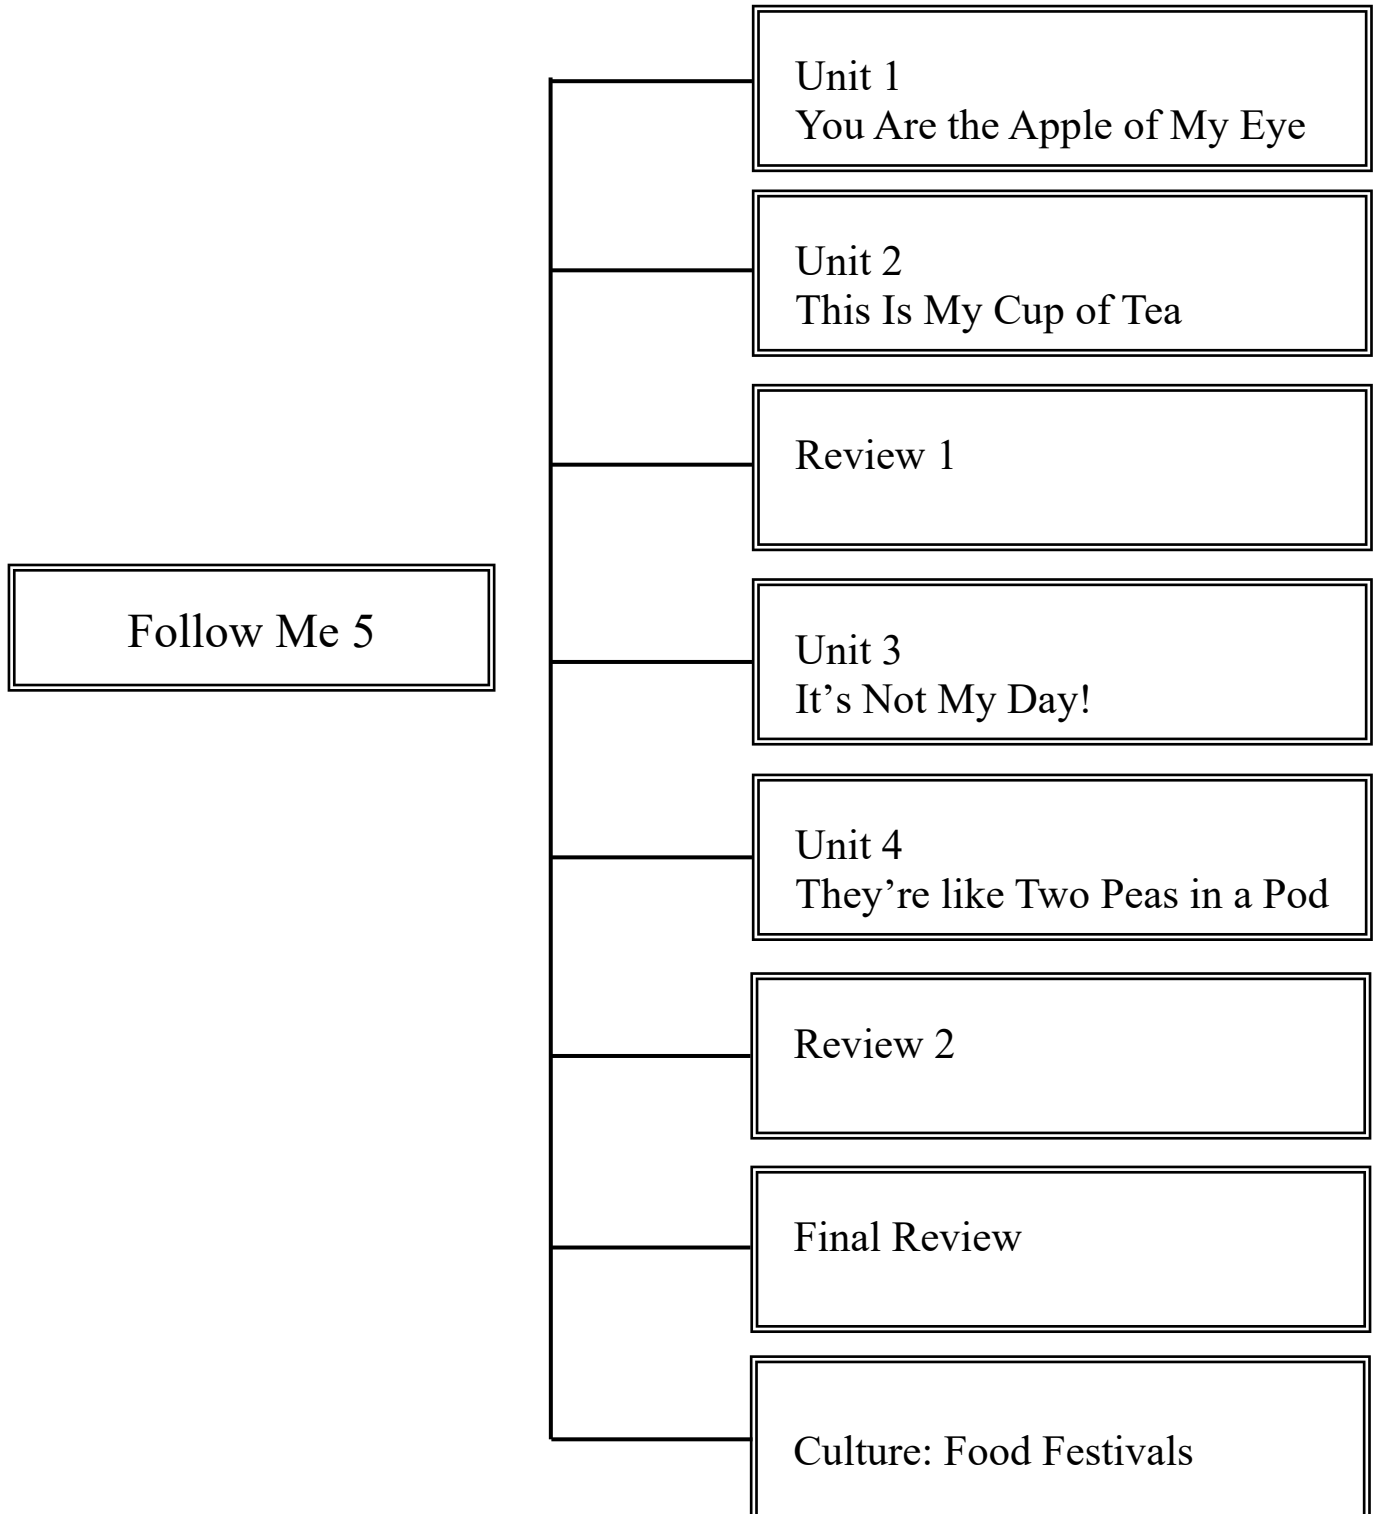 Follow Me 5
Unit 1
You Are the Apple of My Eye
Unit 2
This Is My Cup of Tea
Review 1
Unit 3
It’s Not My Day!
Unit 4
They’re like Two Peas in a Pod
Review 2
Final Review
Culture: Food Festivals